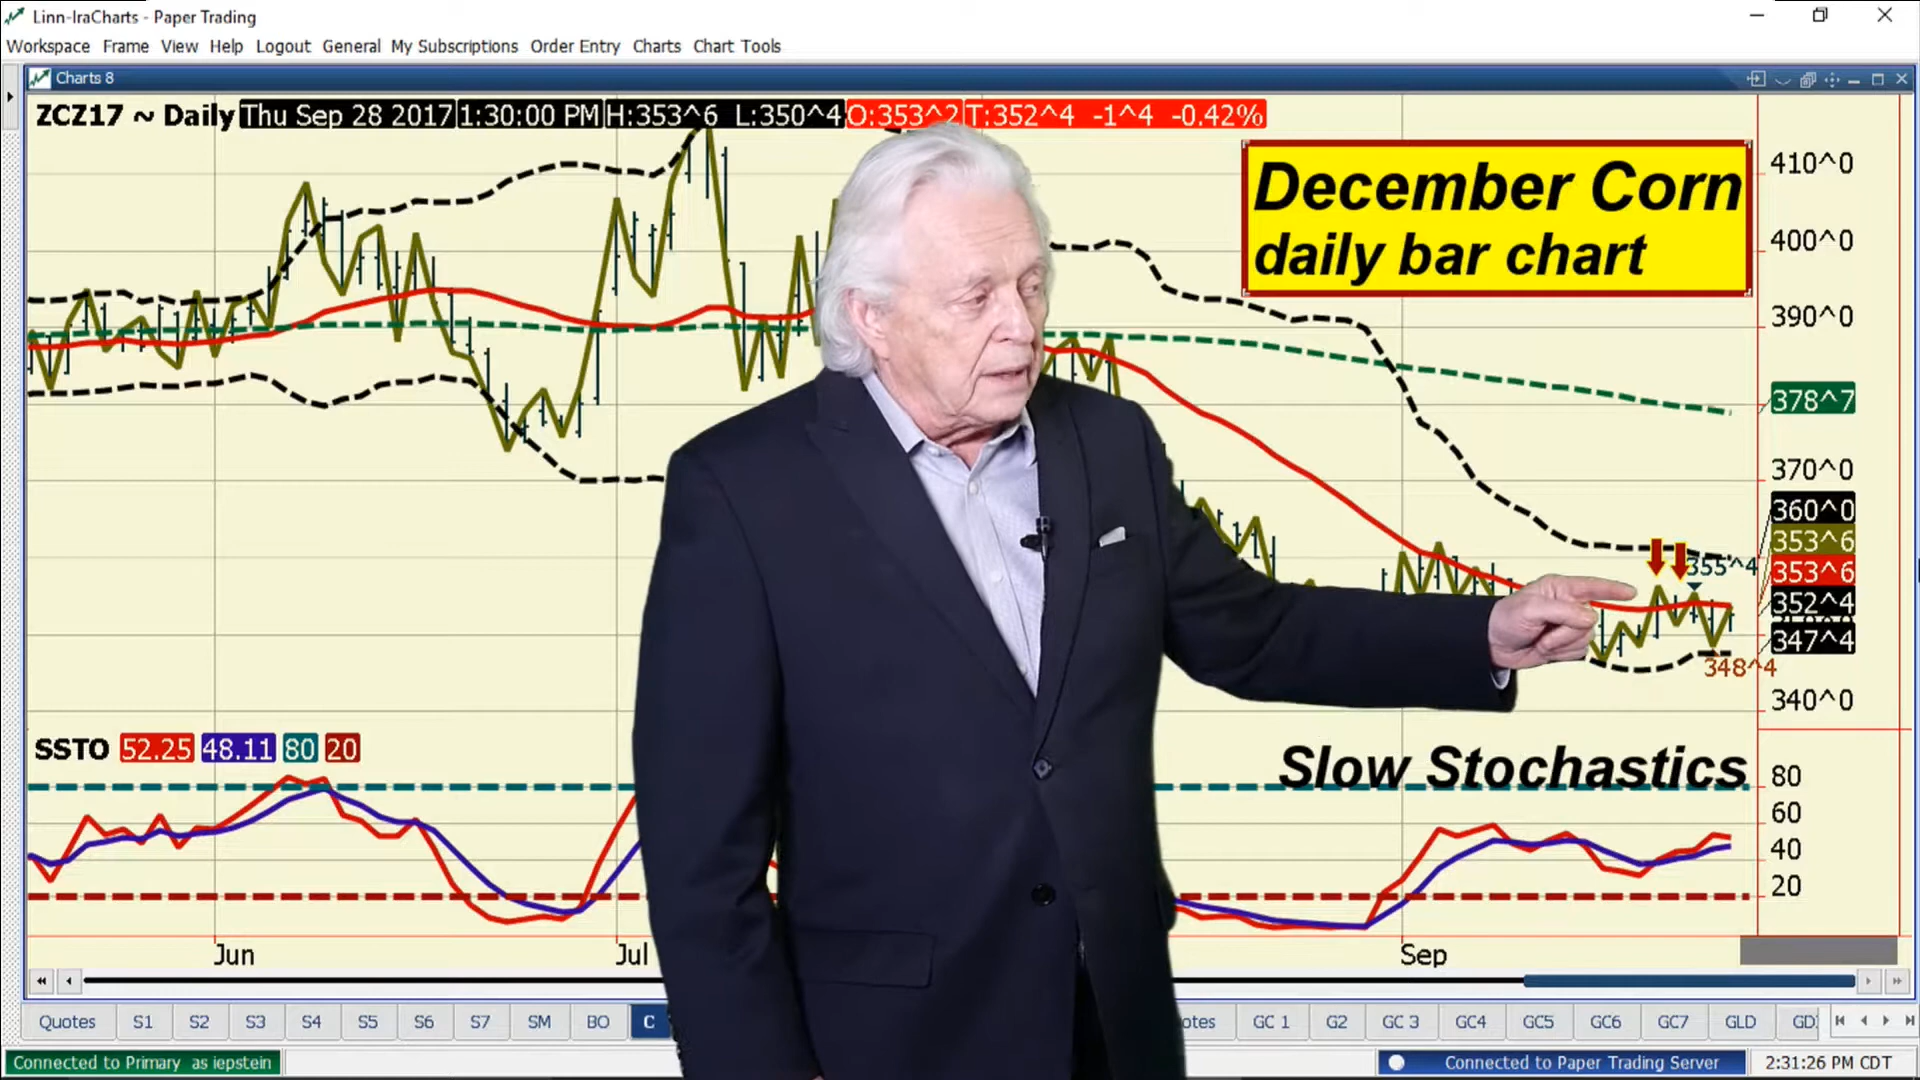 Linn-IraCharts - Paper Trading
Workspace Frame View Help Logout General My Subscriptions Order Entry Charts Chart Tools
Charts 8
ZCZ17 ~ Daily Thu Sep 28 2017 1:30:00 PM H:353^6 L:350^4 O:353^2 T:352^4 -1^4 -0.42%
December Corn
daily bar chart
410^0
400^0
390^0
378^7
370^0
360^0
353^6
355^4
353^6
352^4
347^4
348^4
340^0
SSTO 52.25 48.11 80 20
Slow Stochastics
80
60
40
20
Jun Jul Sep
Quotes S1 S2 S3 S4 S5 S6 S7 SM BO C otes GC 1 G2 GC 3 GC4 GC5 GC6 GC7 GLD GD
Connected to Primary as iepstein
Connected to Paper Trading Server
2:31:26 PM CDT